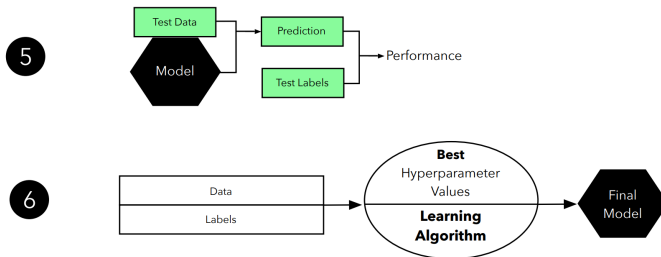 5
Test Data
Model
Prediction
Test Labels
Performance
6
Data
Labels
Best
Hyperparameter
Values
Learning
Algorithm
Final
Model